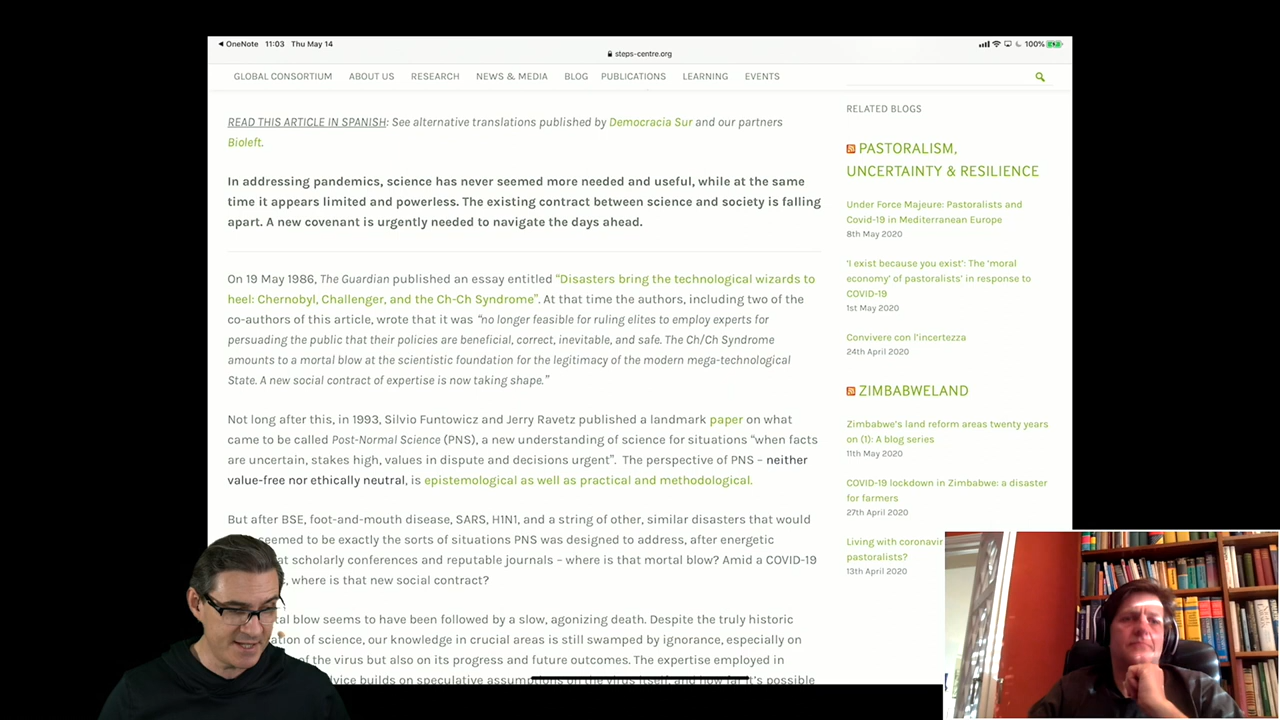 OneNote 11:03 Thu May 14
100%
steps-centre.org
GLOBAL CONSORTIUM ABOUT US RESEARCH NEWS & MEDIA BLOG PUBLICATIONS LEARNING EVENTS
READ THIS ARTICLE IN SPANISH: See alternative translations published by Democracia Sur and our partners
Bioleft.
In addressing pandemics, science has never seemed more needed and useful, while at the same
time it appears limited and powerless. The existing contract between science and society is falling
apart. A new covenant is urgently needed to navigate the days ahead.
On 19 May 1986, The Guardian published an essay entitled "Disasters bring the technological wizards to
heel: Chernobyl, Challenger, and the Ch-Ch Syndrome". At that time the authors, including two of the
co-authors of this article, wrote that it was "no longer feasible for ruling elites to employ experts for
persuading the public that their policies are beneficial, correct, inevitable, and safe. The Ch/Ch Syndrome
amounts to a mortal blow at the scientistic foundation for the legitimacy of the modern mega-technological
State. A new social contract of expertise is now taking shape."
Not long after this, in 1993, Silvio Funtowicz and Jerry Ravetz published a landmark paper on what
came to be called Post-Normal Science (PNS), a new understanding of science for situations "when facts
are uncertain, stakes high, values in dispute and decisions urgent". The perspective of PNS – neither
value-free nor ethically neutral, is epistemological as well as practical and methodological.
But after BSE, foot-and-mouth disease, SARS, H1N1, and a string of other, similar disasters that would
seemed to be exactly the sorts of situations PNS was designed to address, after energetic
at scholarly conferences and reputable journals – where is that mortal blow? Amid a COVID-19
where is that new social contract?
blow seems to have been followed by a slow, agonizing death. Despite the truly historic
of science, our knowledge in crucial areas is still swamped by ignorance, especially on
of the virus but also on its progress and future outcomes. The expertise employed in
builds on speculative assumptions on the virus itself, and how far it's possible
RELATED BLOGS
PASTORALISM,
UNCERTAINTY & RESILIENCE
Under Force Majeure: Pastoralists and
Covid-19 in Mediterranean Europe
8th May 2020
'I exist because you exist': The 'moral
economy' of pastoralists' in response to
COVID-19
1st May 2020
Convivere con l'incertezza
24th April 2020
ZIMBABWELAND
Zimbabwe's land reform areas twenty years
on (1): A blog series
11th May 2020
COVID-19 lockdown in Zimbabwe: a disaster
for farmers
27th April 2020
Living with
pastoralists?
13th April 2020